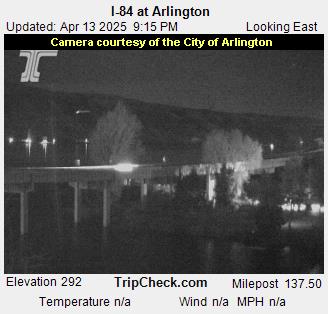 I-84 at Arlington
Updated: Apr 13 2025 9:15 PM Looking East
Camera courtesy of the City of Arlington
Elevation 292 TripCheck.com Milepost 137.50
Temperature n/a Wind n/a MPH n/a